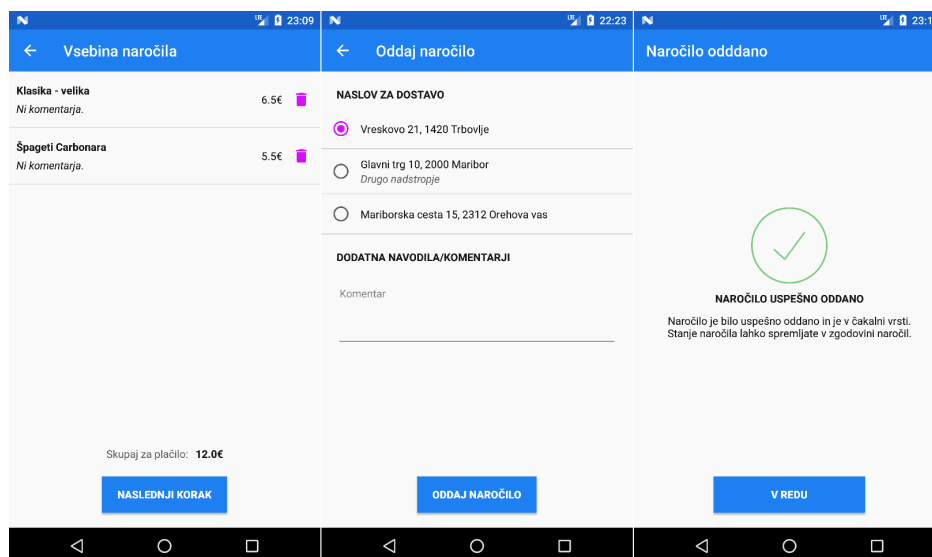 23:09
Vsebina naročila
Klasika - velika
Ni komentarja.
6.5€
Špageti Carbonara
Ni komentarja.
5.5€
Skupaj za plačilo: 12.0€
NASLEDNJI KORAK
22:23
Oddaj naročilo
NASLOV ZA DOSTAVO
Vreskovo 21, 1420 Trbovlje
Glavni trg 10, 2000 Maribor
Drugo nadstropje
Mariborska cesta 15, 2312 Orehova vas
DODATNA NAVODILA/KOMENTARJI
Komentar
ODDAJ NAROČILO
Naročilo odddano
NAROČILO USPEŠNO ODDANO
Naročilo je bilo uspešno oddano in je v čakalni vrsti.
Stanje naročila lahko spremljate v zgodovini naročil.
V REDU